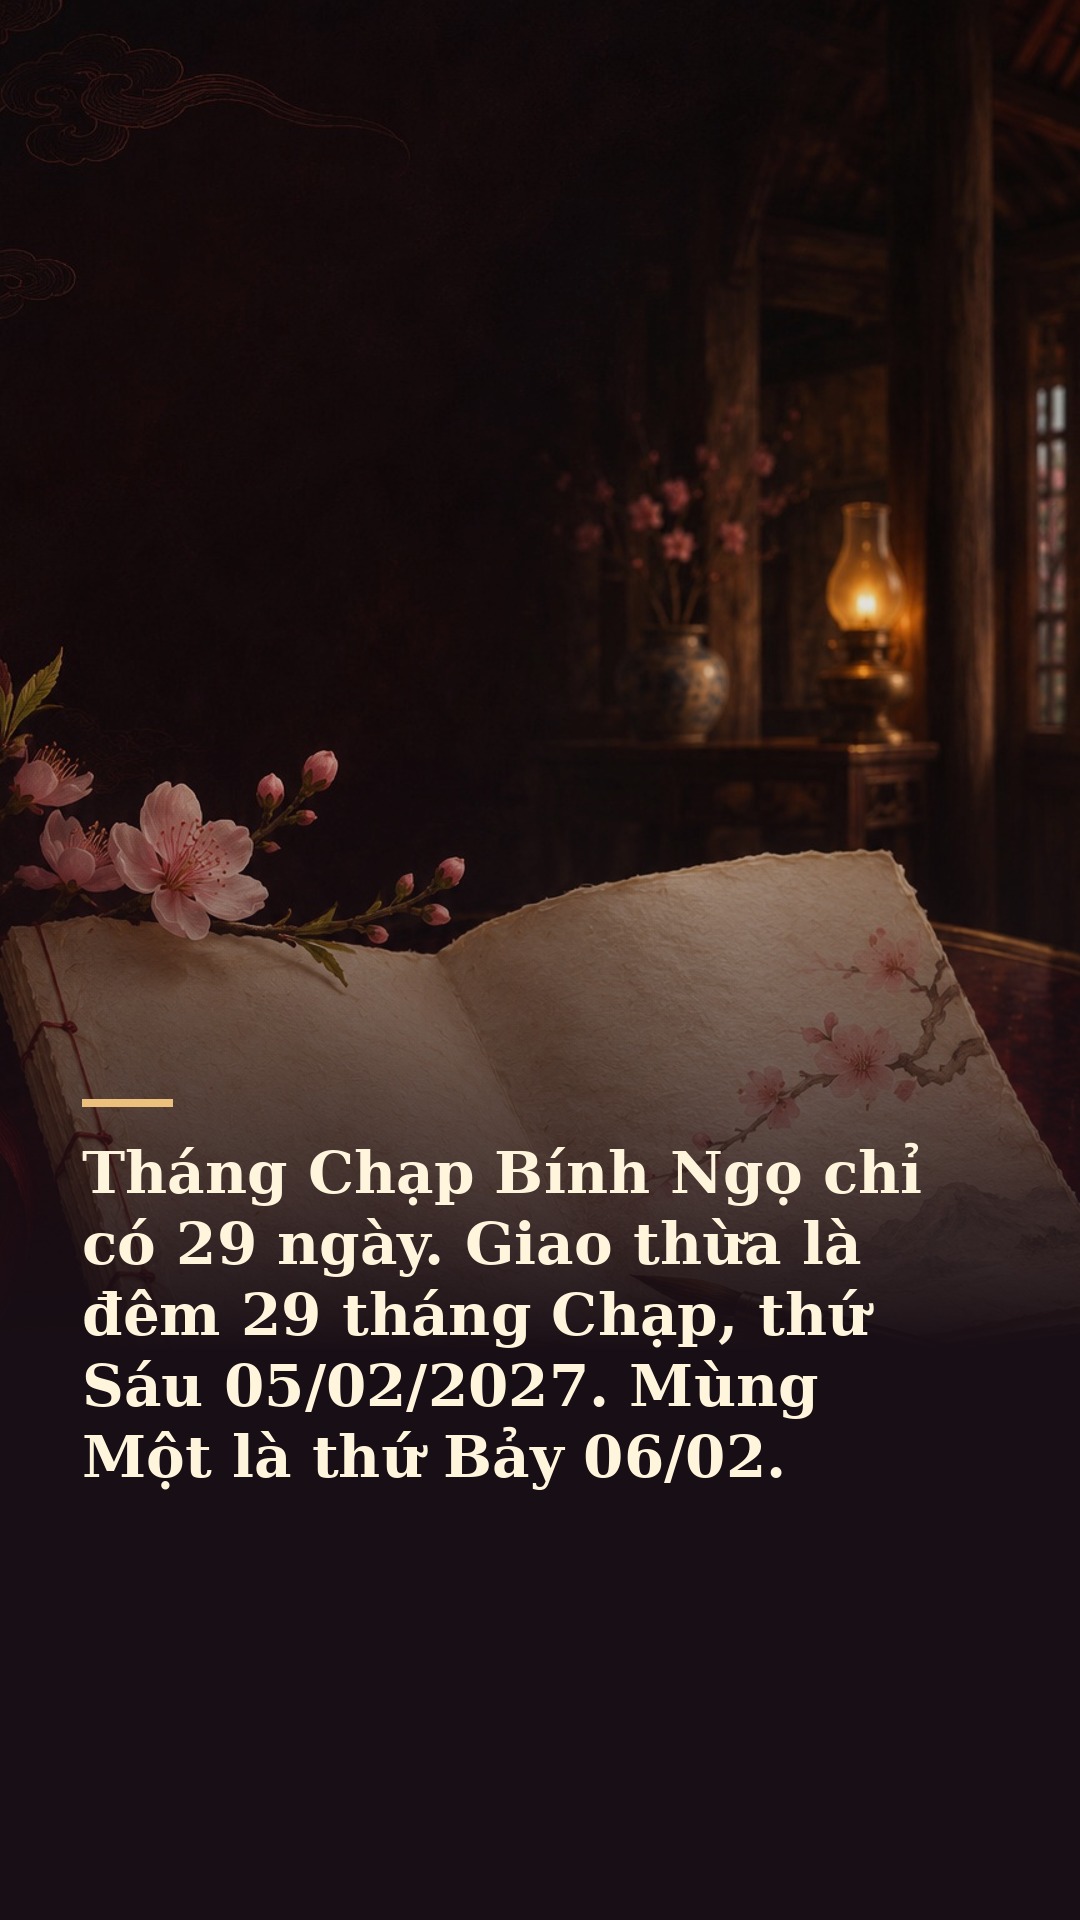 Tháng Chạp Bính Ngọ chỉ
có 29 ngày. Giao thừa là
đêm 29 tháng Chạp, thứ
Sáu 05/02/2027. Mùng
Một là thứ Bảy 06/02.